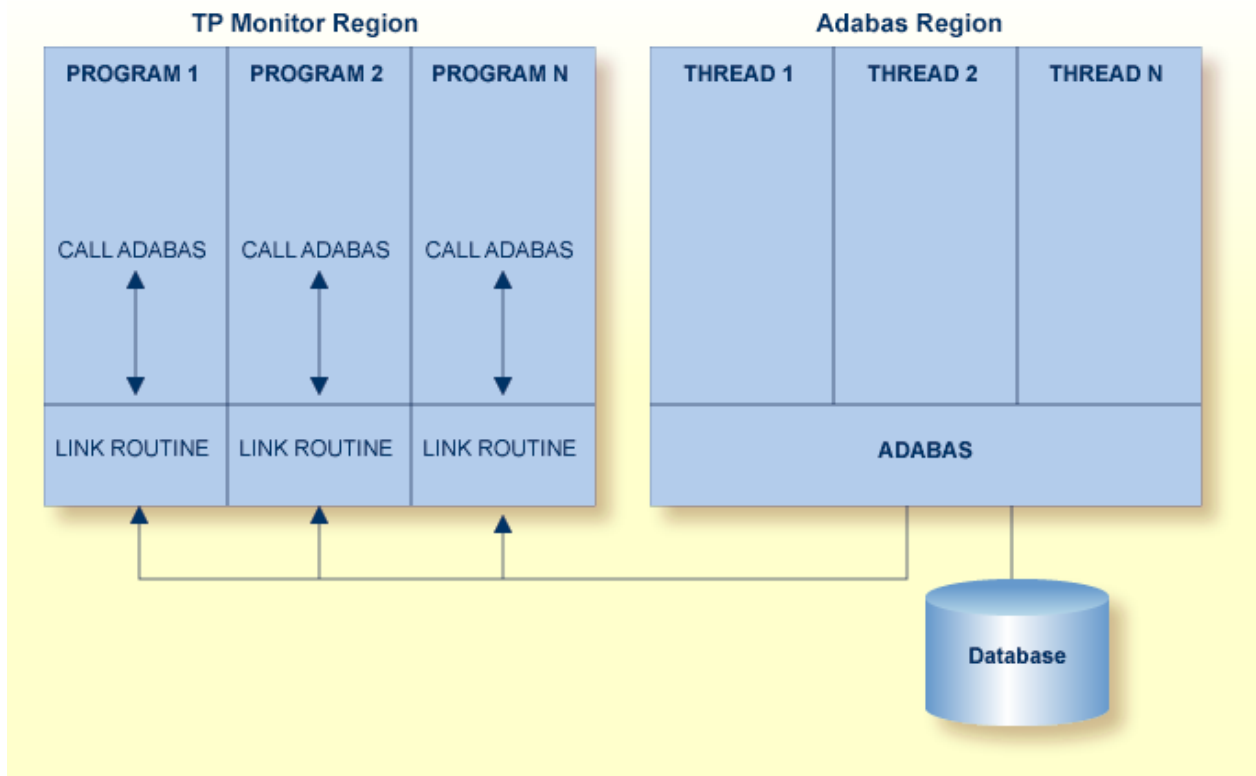 TP Monitor Region
Adabas Region
PROGRAM 1
PROGRAM 2
PROGRAM N
THREAD 1
THREAD 2
THREAD N
CALL ADABAS
CALL ADABAS
CALL ADABAS
LINK ROUTINE
LINK ROUTINE
LINK ROUTINE
ADABAS
Database